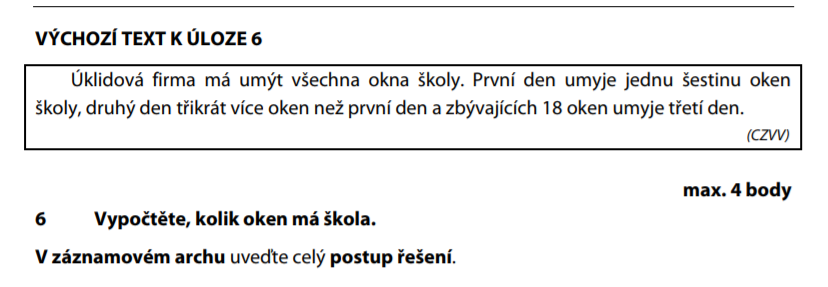 VÝCHOZÍ TEXT K ÚLOZE 6
Úklidová firma má umýt všechna okna školy. První den umyje jednu šestinu oken
školy, druhý den třikrát více oken než první den a zbývajících 18 oken umyje třetí den.
(CZVV)
max. 4 body
6 Vypočtěte, kolik oken má škola.
V záznamovém archu uveďte celý postup řešení.